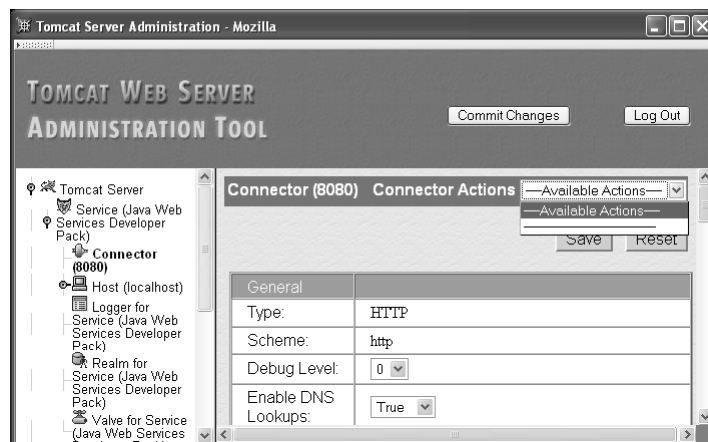 Tomcat Server Administration - Mozilla
TOMCAT WEB SERVER
ADMINISTRATION TOOL
Commit Changes
Log Out
Tomcat Server
Service (Java Web
Services Developer
Pack)
Connector
(8080)
Host (localhost)
Logger for
Service (Java Web
Services Developer
Pack)
Realm for
Service (Java Web
Services Developer
Pack)
Valve for Service
(Java Web Services
Connector (8080) Connector Actions —Available Actions—
—Available Actions—
Save Reset
General
Type: HTTP
Scheme: http
Debug Level: 0
Enable DNS
Lookups: True